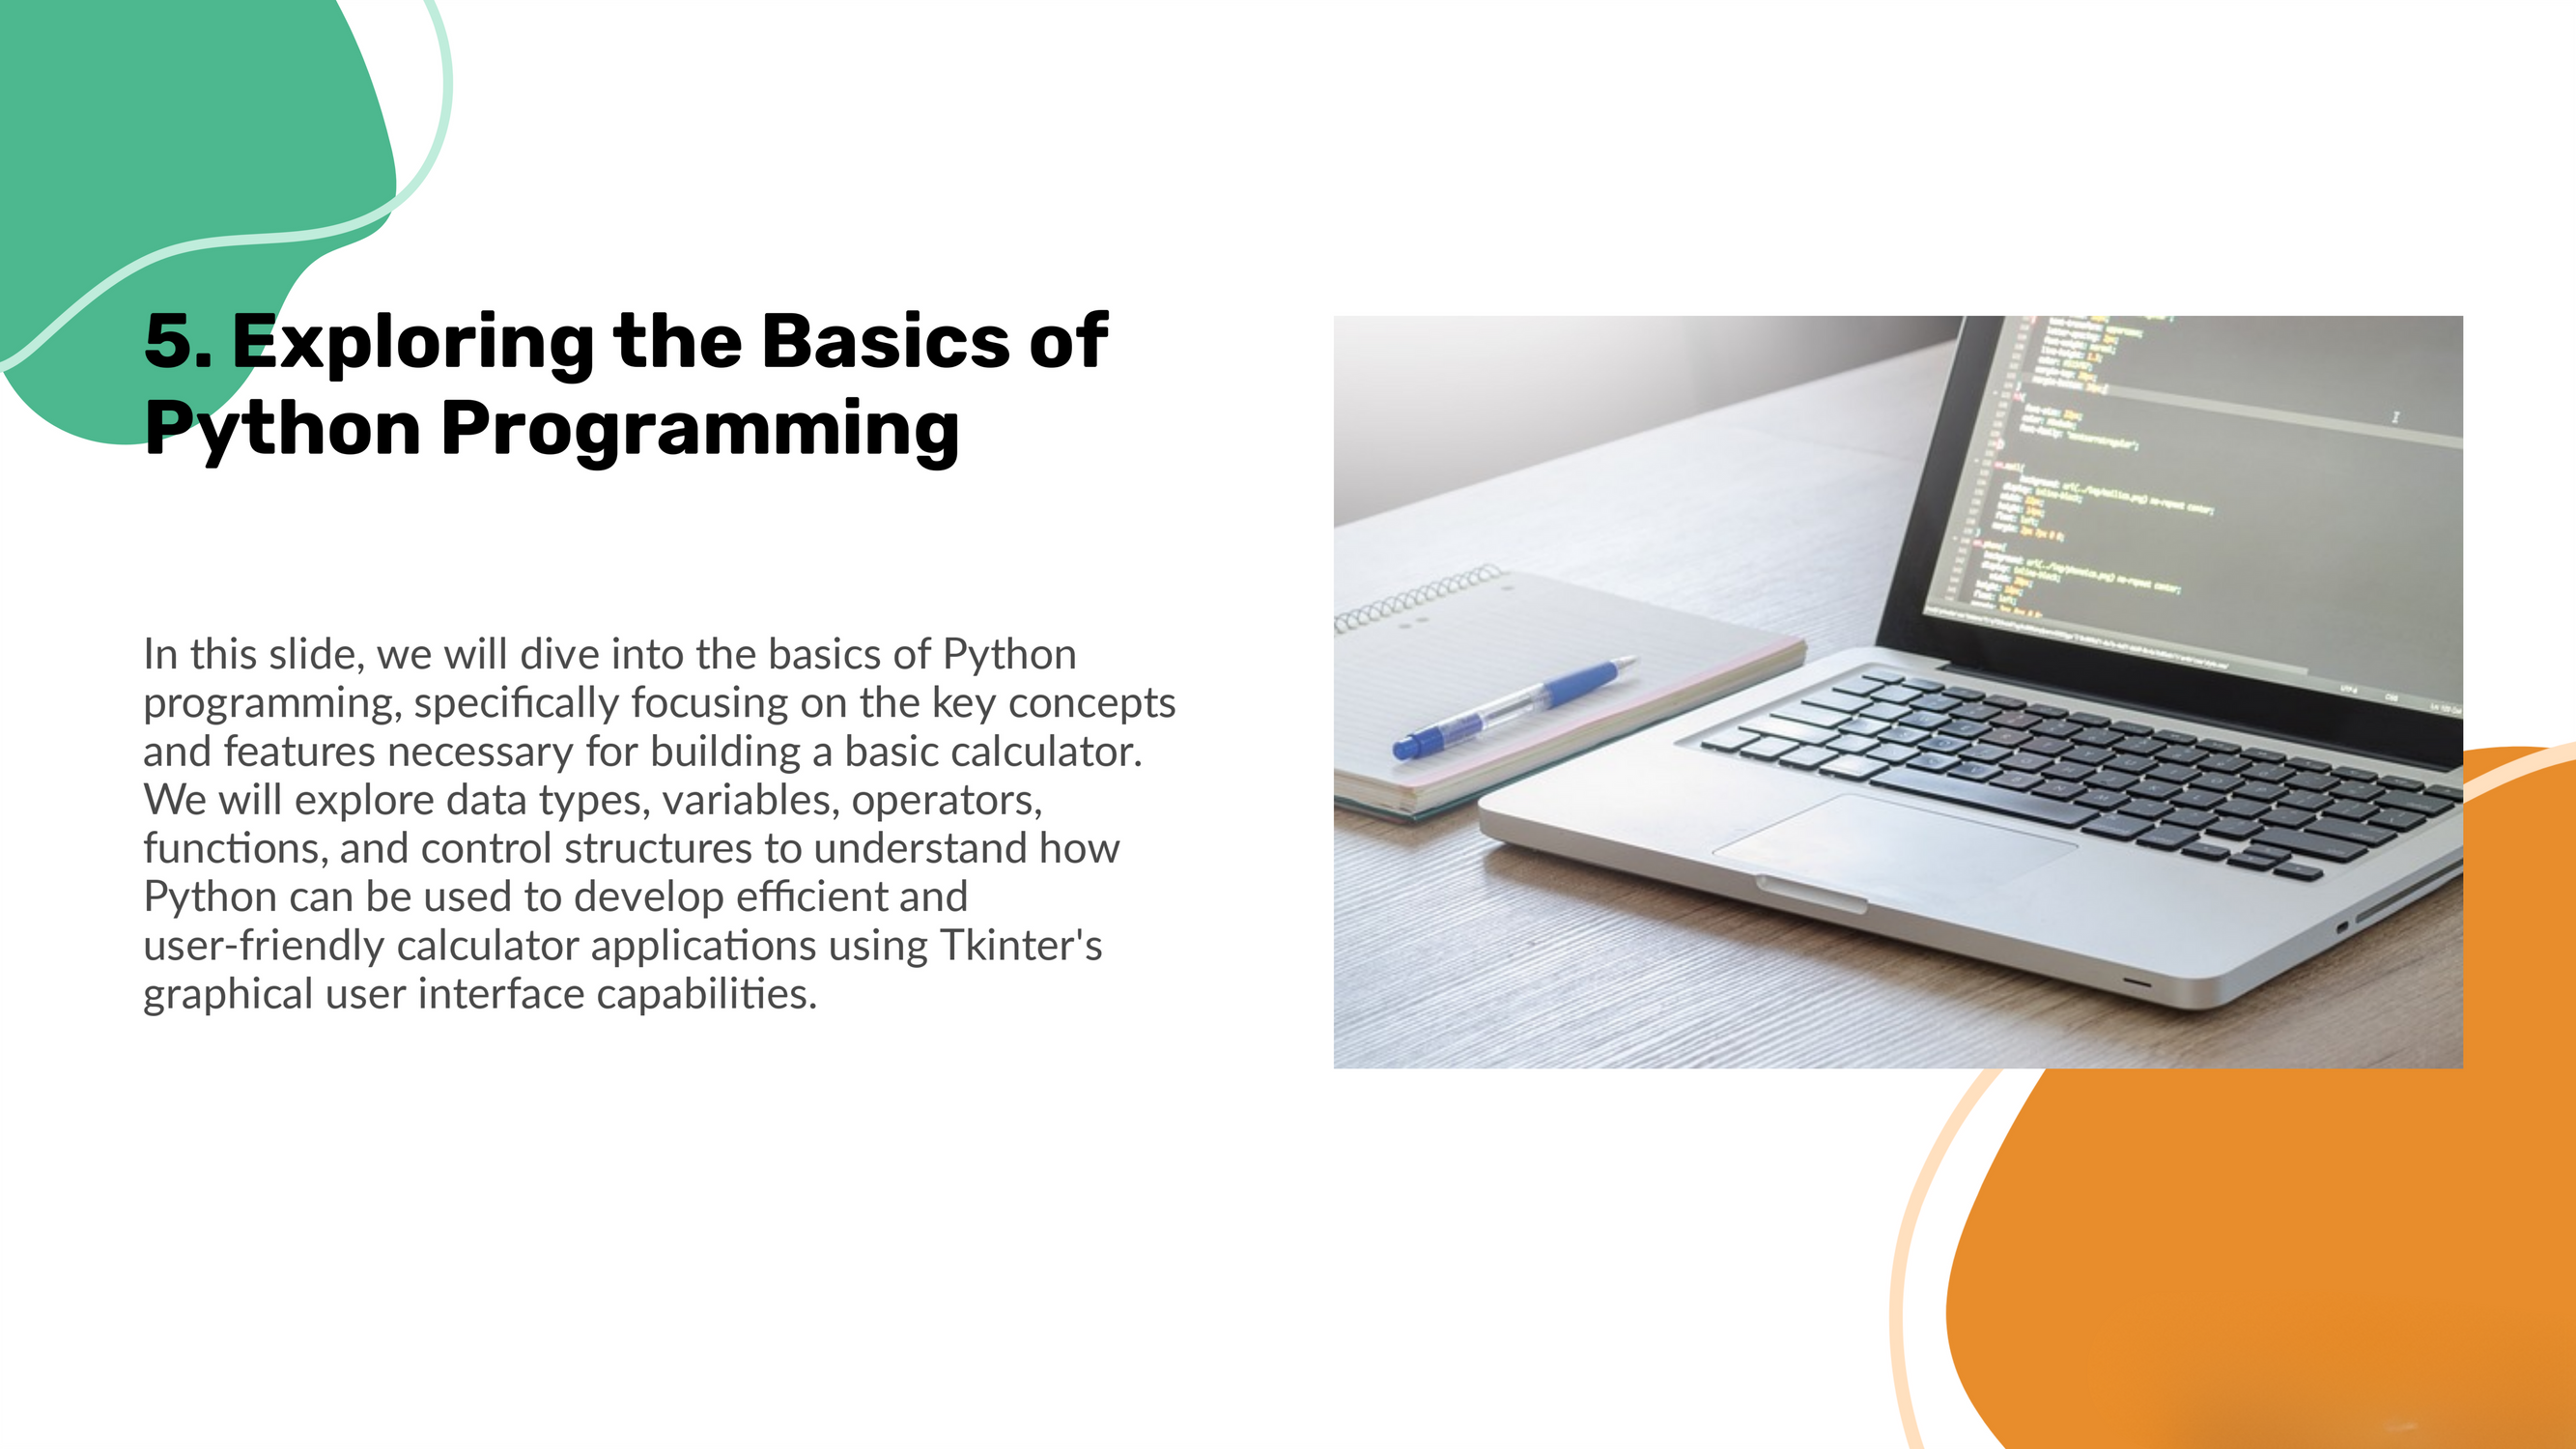 5. Exploring the Basics of
Python Programming
In this slide, we will dive into the basics of Python
programming, specifically focusing on the key concepts
and features necessary for building a basic calculator.
We will explore data types, variables, operators,
functions, and control structures to understand how
Python can be used to develop efficient and
user-friendly calculator applications using Tkinter's
graphical user interface capabilities.